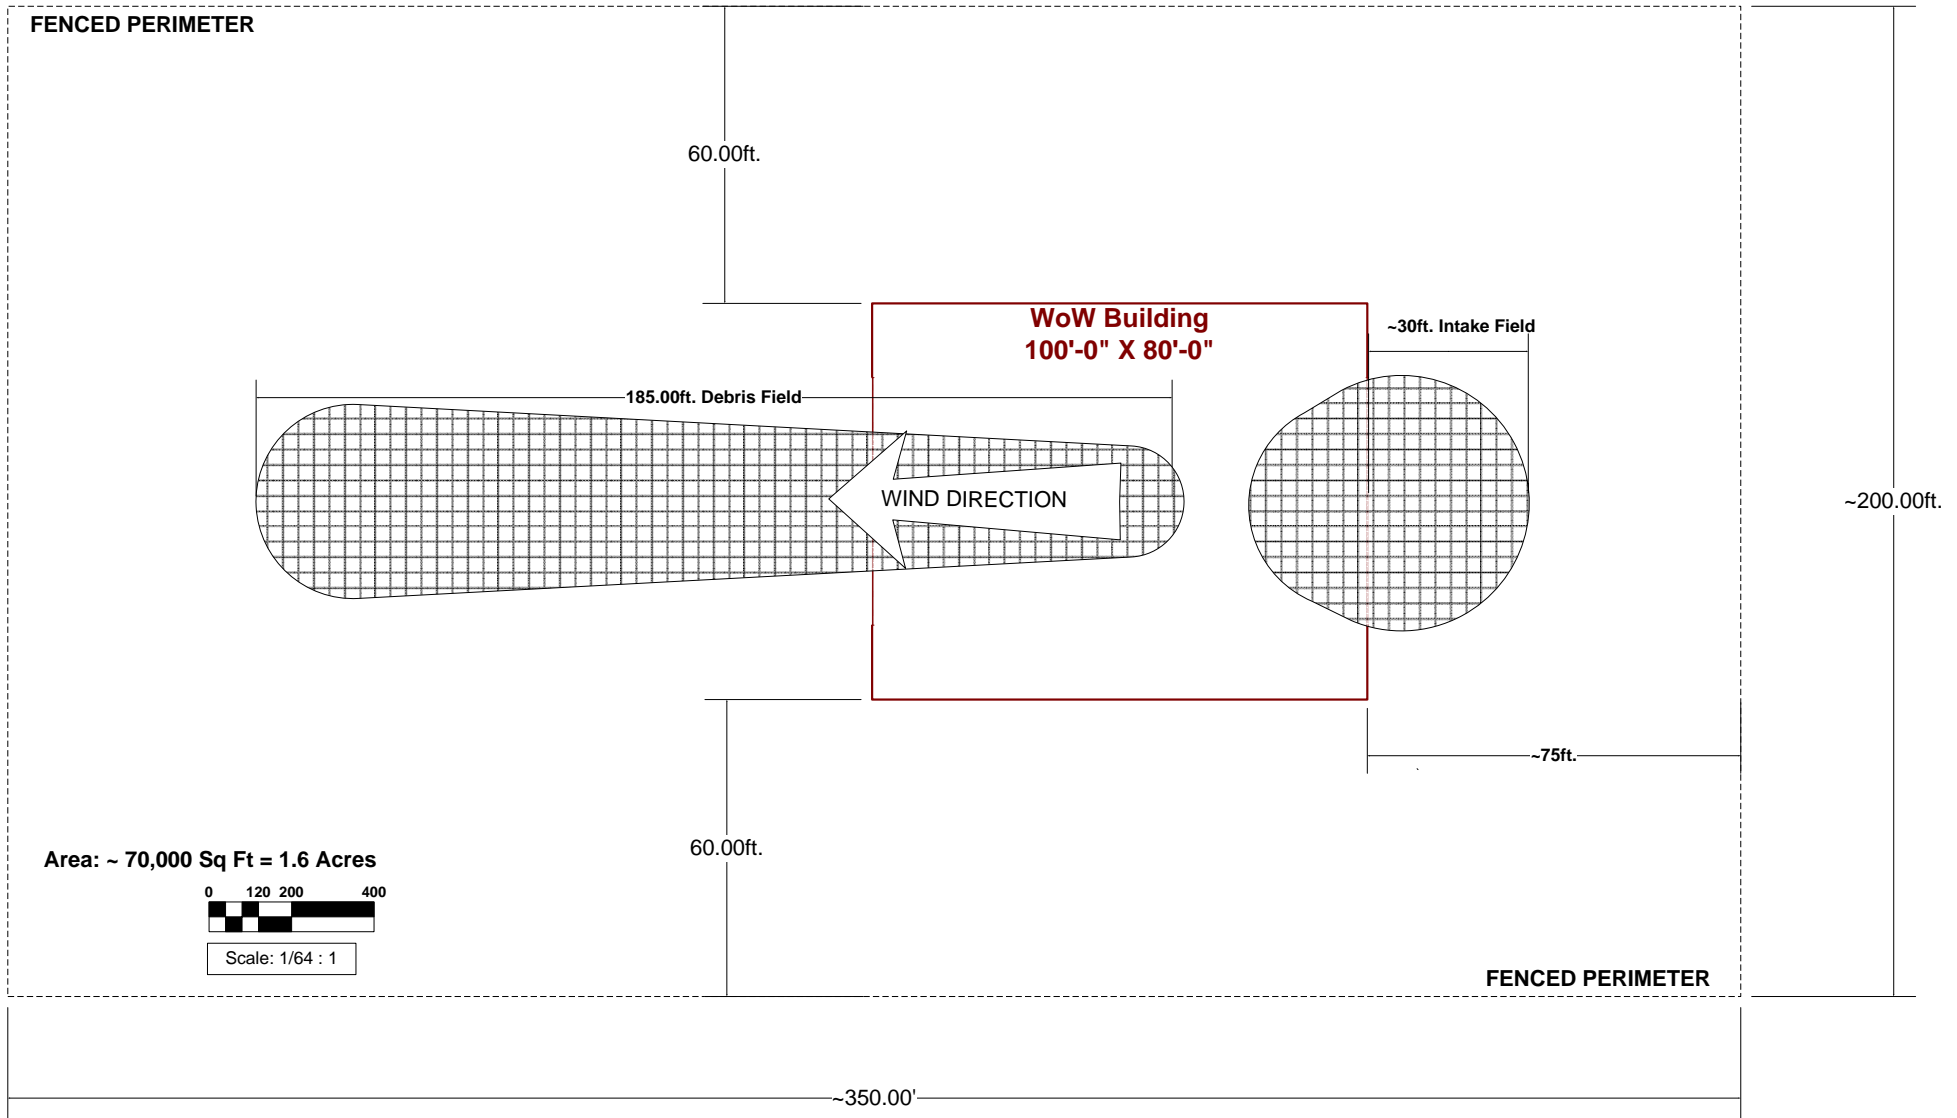 FENCED PERIMETER
60.00ft.
WoW Building
100'-0" X 80'-0"
~30ft. Intake Field
185.00ft. Debris Field
WIND DIRECTION
~200.00ft.
~75ft.
60.00ft.
Area: ~ 70,000 Sq Ft = 1.6 Acres
0 120 200 400
Scale: 1/64 : 1
FENCED PERIMETER
~350.00'